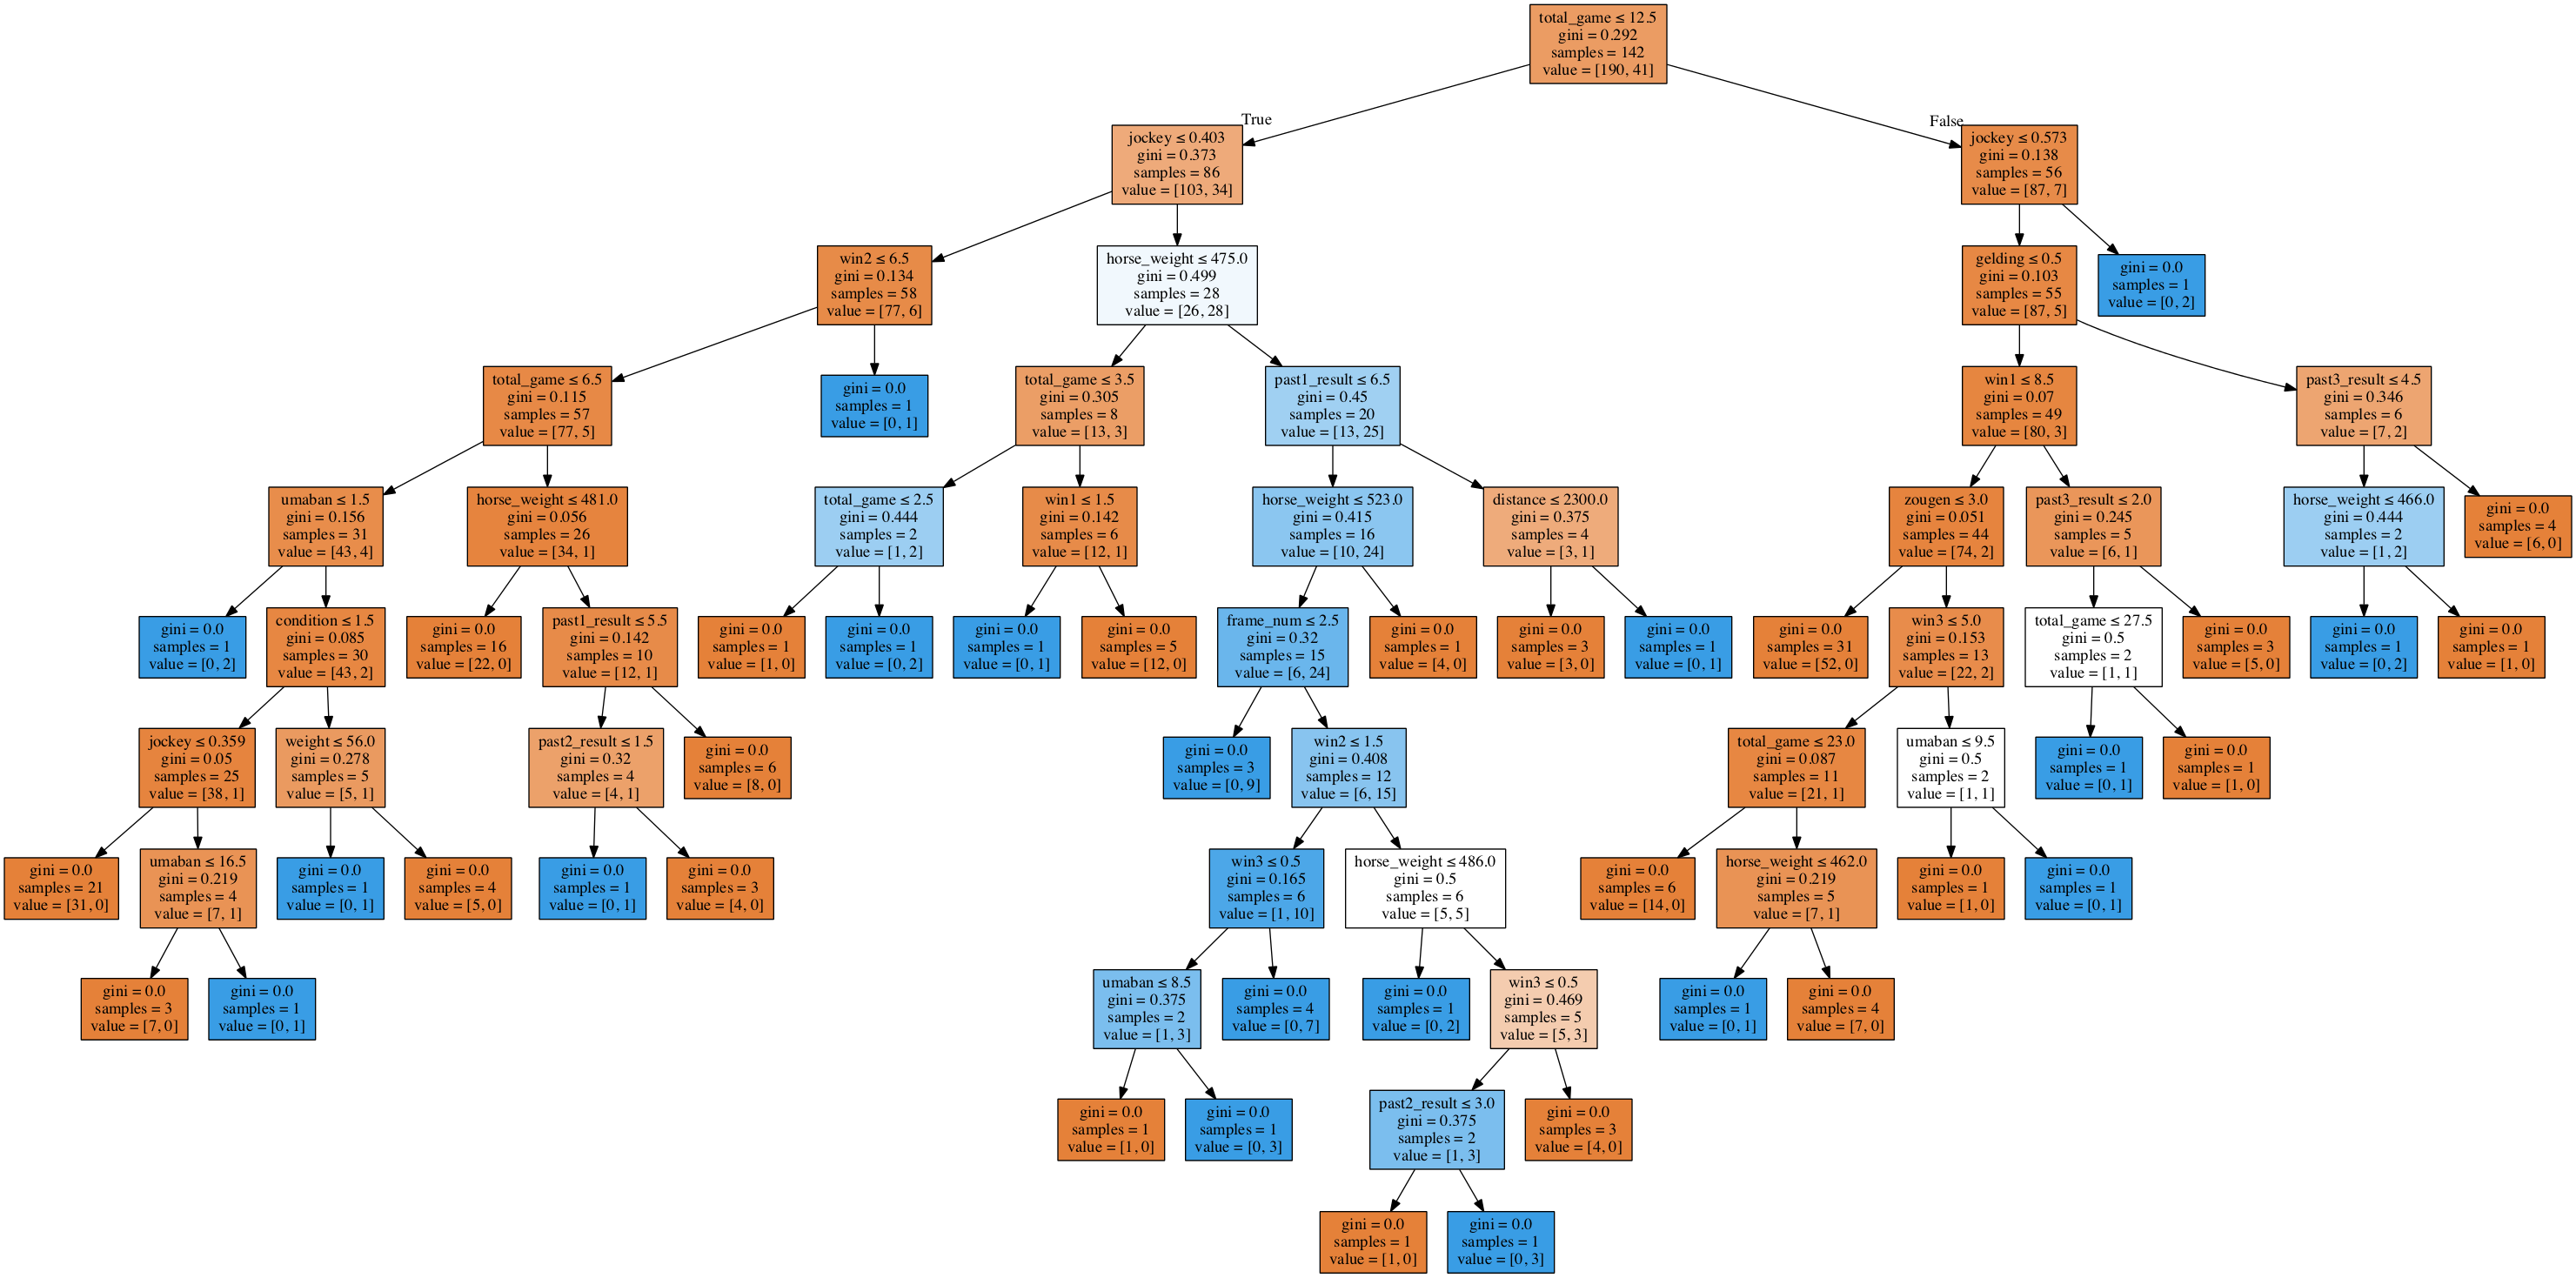 total_game ≤ 12.5
gini = 0.292
samples = 142
value = [190, 41]
True
False
jockey ≤ 0.403
gini = 0.373
samples = 86
value = [103, 34]
jockey ≤ 0.573
gini = 0.138
samples = 56
value = [87, 7]
win2 ≤ 6.5
gini = 0.134
samples = 58
value = [77, 6]
horse_weight ≤ 475.0
gini = 0.499
samples = 28
value = [26, 28]
gelding ≤ 0.5
gini = 0.103
samples = 55
value = [87, 5]
gini = 0.0
samples = 1
value = [0, 2]
total_game ≤ 6.5
gini = 0.115
samples = 57
value = [77, 5]
gini = 0.0
samples = 1
value = [0, 1]
total_game ≤ 3.5
gini = 0.305
samples = 8
value = [13, 3]
past1_result ≤ 6.5
gini = 0.45
samples = 20
value = [13, 25]
win1 ≤ 8.5
gini = 0.07
samples = 49
value = [80, 3]
past3_result ≤ 4.5
gini = 0.346
samples = 6
value = [7, 2]
umaban ≤ 1.5
gini = 0.156
samples = 31
value = [43, 4]
horse_weight ≤ 481.0
gini = 0.056
samples = 26
value = [34, 1]
total_game ≤ 2.5
gini = 0.444
samples = 2
value = [1, 2]
win1 ≤ 1.5
gini = 0.142
samples = 6
value = [12, 1]
horse_weight ≤ 523.0
gini = 0.415
samples = 16
value = [10, 24]
distance ≤ 2300.0
gini = 0.375
samples = 4
value = [3, 1]
zougen ≤ 3.0
gini = 0.051
samples = 44
value = [74, 2]
past3_result ≤ 2.0
gini = 0.245
samples = 5
value = [6, 1]
horse_weight ≤ 466.0
gini = 0.444
samples = 2
value = [1, 2]
gini = 0.0
samples = 4
value = [6, 0]
gini = 0.0
samples = 1
value = [0, 2]
condition ≤ 1.5
gini = 0.085
samples = 30
value = [43, 2]
gini = 0.0
samples = 16
value = [22, 0]
past1_result ≤ 5.5
gini = 0.142
samples = 10
value = [12, 1]
gini = 0.0
samples = 1
value = [1, 0]
gini = 0.0
samples = 1
value = [0, 2]
gini = 0.0
samples = 1
value = [0, 1]
gini = 0.0
samples = 5
value = [12, 0]
frame_num ≤ 2.5
gini = 0.32
samples = 15
value = [6, 24]
gini = 0.0
samples = 1
value = [4, 0]
gini = 0.0
samples = 3
value = [3, 0]
gini = 0.0
samples = 1
value = [0, 1]
gini = 0.0
samples = 31
value = [52, 0]
win3 ≤ 5.0
gini = 0.153
samples = 13
value = [22, 2]
total_game ≤ 27.5
gini = 0.5
samples = 2
value = [1, 1]
gini = 0.0
samples = 3
value = [5, 0]
gini = 0.0
samples = 1
value = [0, 2]
gini = 0.0
samples = 1
value = [1, 0]
jockey ≤ 0.359
gini = 0.05
samples = 25
value = [38, 1]
weight ≤ 56.0
gini = 0.278
samples = 5
value = [5, 1]
past2_result ≤ 1.5
gini = 0.32
samples = 4
value = [4, 1]
gini = 0.0
samples = 6
value = [8, 0]
gini = 0.0
samples = 3
value = [0, 9]
win2 ≤ 1.5
gini = 0.408
samples = 12
value = [6, 15]
total_game ≤ 23.0
gini = 0.087
samples = 11
value = [21, 1]
umaban ≤ 9.5
gini = 0.5
samples = 2
value = [1, 1]
gini = 0.0
samples = 1
value = [0, 1]
gini = 0.0
samples = 1
value = [1, 0]
gini = 0.0
samples = 21
value = [31, 0]
umaban ≤ 16.5
gini = 0.219
samples = 4
value = [7, 1]
gini = 0.0
samples = 1
value = [0, 1]
gini = 0.0
samples = 4
value = [5, 0]
gini = 0.0
samples = 1
value = [0, 1]
gini = 0.0
samples = 3
value = [4, 0]
win3 ≤ 0.5
gini = 0.165
samples = 6
value = [1, 10]
horse_weight ≤ 486.0
gini = 0.5
samples = 6
value = [5, 5]
gini = 0.0
samples = 6
value = [14, 0]
horse_weight ≤ 462.0
gini = 0.219
samples = 5
value = [7, 1]
gini = 0.0
samples = 1
value = [1, 0]
gini = 0.0
samples = 1
value = [0, 1]
gini = 0.0
samples = 3
value = [7, 0]
gini = 0.0
samples = 1
value = [0, 1]
umaban ≤ 8.5
gini = 0.375
samples = 2
value = [1, 3]
gini = 0.0
samples = 4
value = [0, 7]
gini = 0.0
samples = 1
value = [0, 2]
win3 ≤ 0.5
gini = 0.469
samples = 5
value = [5, 3]
gini = 0.0
samples = 1
value = [0, 1]
gini = 0.0
samples = 4
value = [7, 0]
gini = 0.0
samples = 1
value = [1, 0]
gini = 0.0
samples = 1
value = [0, 3]
past2_result ≤ 3.0
gini = 0.375
samples = 2
value = [1, 3]
gini = 0.0
samples = 3
value = [4, 0]
gini = 0.0
samples = 1
value = [1, 0]
gini = 0.0
samples = 1
value = [0, 3]